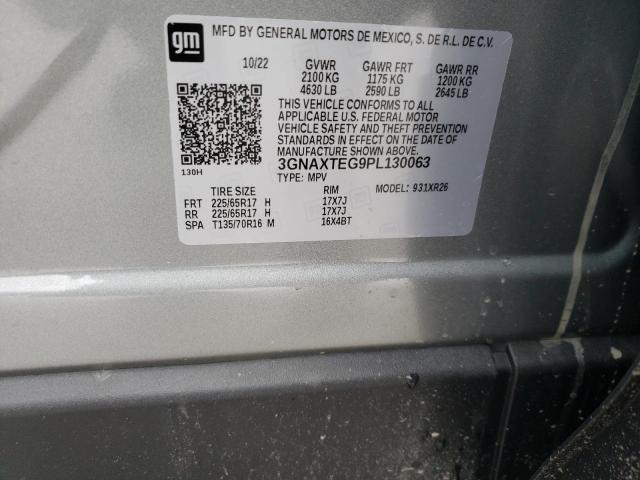 gm
MFD BY GENERAL MOTORS DE MEXICO, S. DE R.L. DE C.V.
10/22 GVWR GAWR FRT GAWR RR
2100 KG 1175 KG 1200 KG
4630 LB 2590 LB 2645 LB
THIS VEHICLE CONFORMS TO ALL
APPLICABLE U.S. FEDERAL MOTOR
VEHICLE SAFETY AND THEFT PREVENTION
STANDARDS IN EFFECT ON THE DATE
OF MANUFACTURE SHOWN ABOVE.
130H 3GNAXTEG9PL130063
TYPE: MPV MODEL: 931XR26
TIRE SIZE RIM
FRT 225/65R17 H 17X7J
RR 225/65R17 H 17X7J
SPA T135/70R16 M 16X4BT